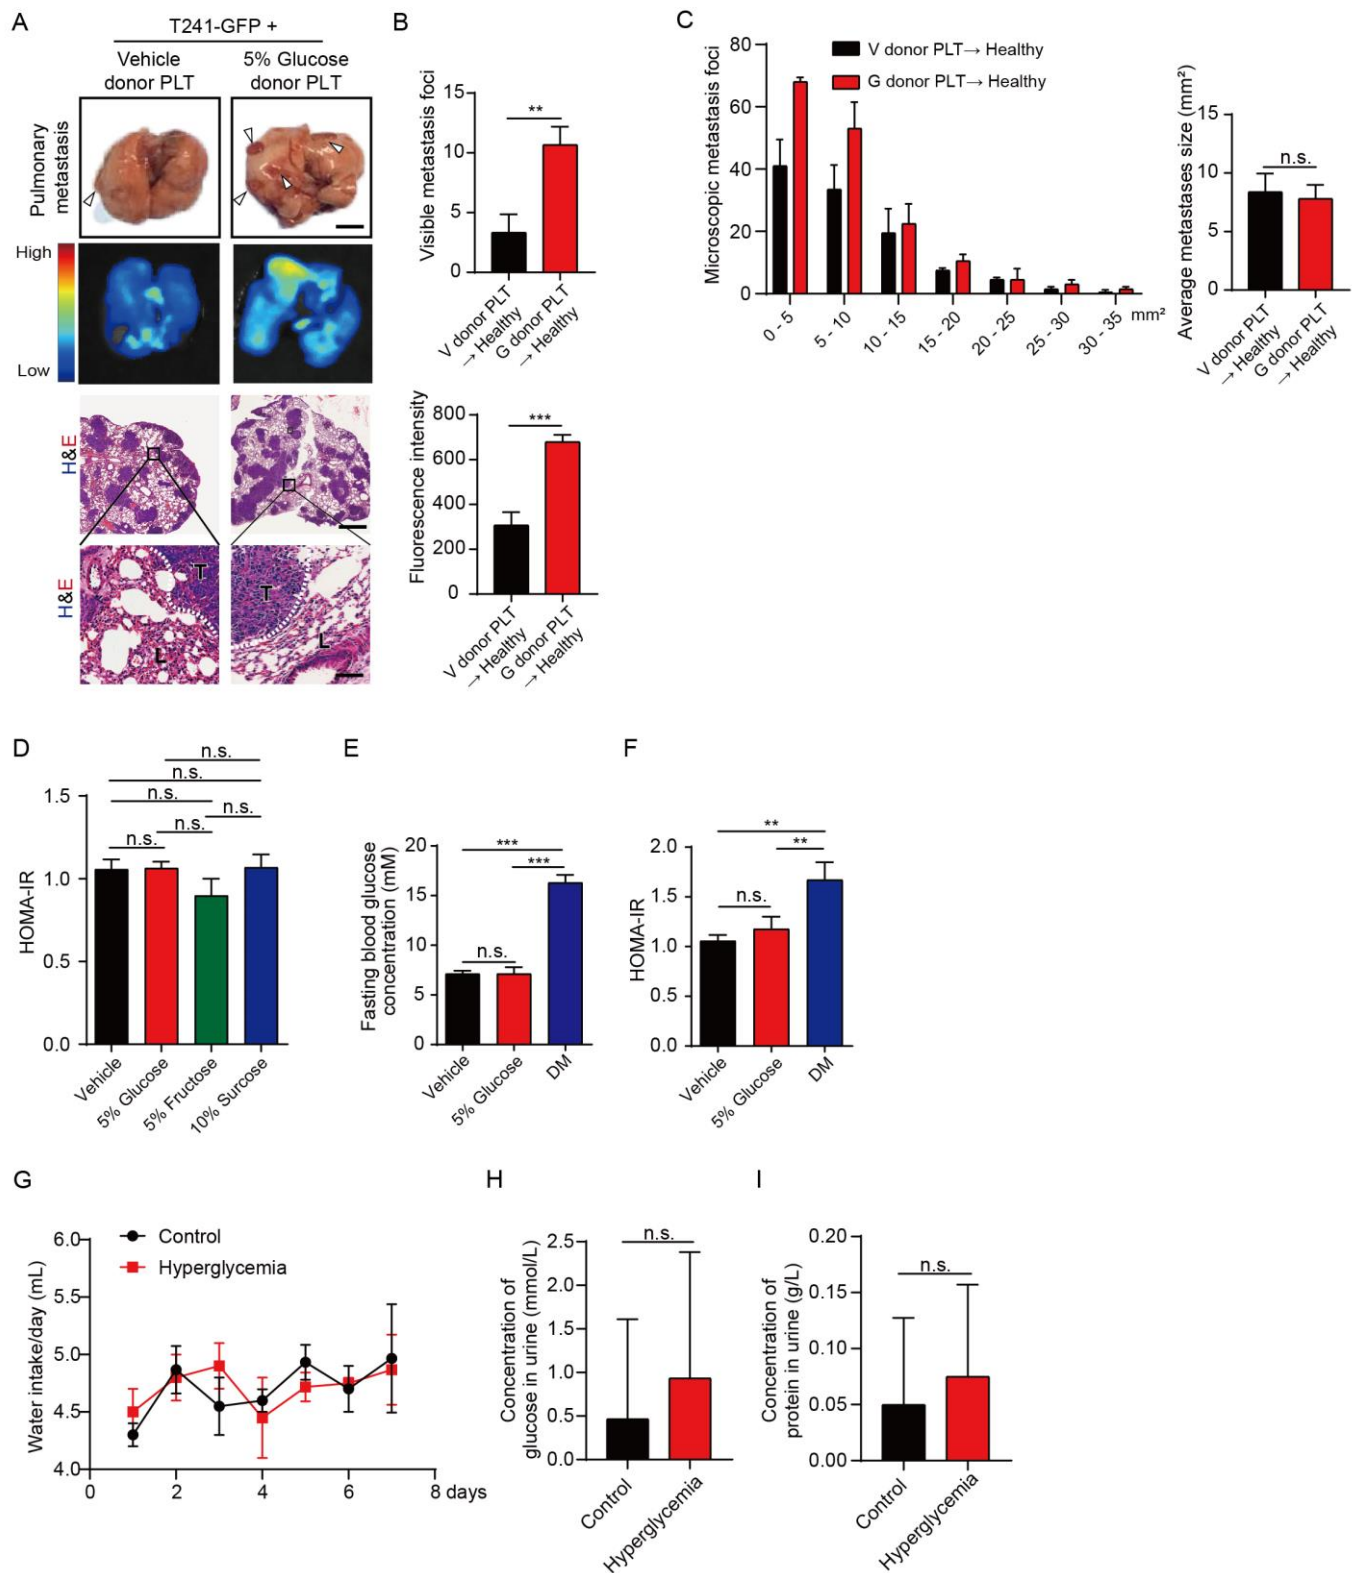 A
T241-GFP +
Vehicle
donor PLT
5% Glucose
donor PLT
Pulmonary
metastasis
High
Low
H&E
H&E
T
L
T
L
B
Visible metastasis foci
15
10
5
0
**
V donor PLT
→ Healthy
G donor PLT
→ Healthy
Fluorescence intensity
800
600
400
200
0
***
V donor PLT
→ Healthy
G donor PLT
→ Healthy
C
Microscopic metastasis foci
80
60
40
20
0
V donor PLT→ Healthy
G donor PLT→ Healthy
0 - 5
5 - 10
10 - 15
15 - 20
20 - 25
25 - 30
30 - 35
mm²
Average metastases size (mm²)
15
10
5
0
n.s.
V donor PLT
→ Healthy
G donor PLT
→ Healthy
D
HOMA-IR
1.5
1.0
0.5
0.0
n.s.
n.s.
n.s.
n.s.
n.s.
n.s.
Vehicle
5% Glucose
5% Fructose
10% Surcose
E
Fasting blood glucose
concentration (mM)
20
15
10
5
0
***
***
n.s.
Vehicle
5% Glucose
DM
F
HOMA-IR
2.0
1.5
1.0
0.5
0.0
**
**
n.s.
Vehicle
5% Glucose
DM
G
Water intake/day (mL)
6.0
5.5
5.0
4.5
4.0
Control
Hyperglycemia
0
2
4
6
8 days
H
Concentration of
glucose in urine (mmol/L)
2.5
2.0
1.5
1.0
0.5
0.0
n.s.
Control
Hyperglycemia
I
Concentration of
protein in urine (g/L)
0.20
0.15
0.10
0.05
0.00
n.s.
Control
Hyperglycemia